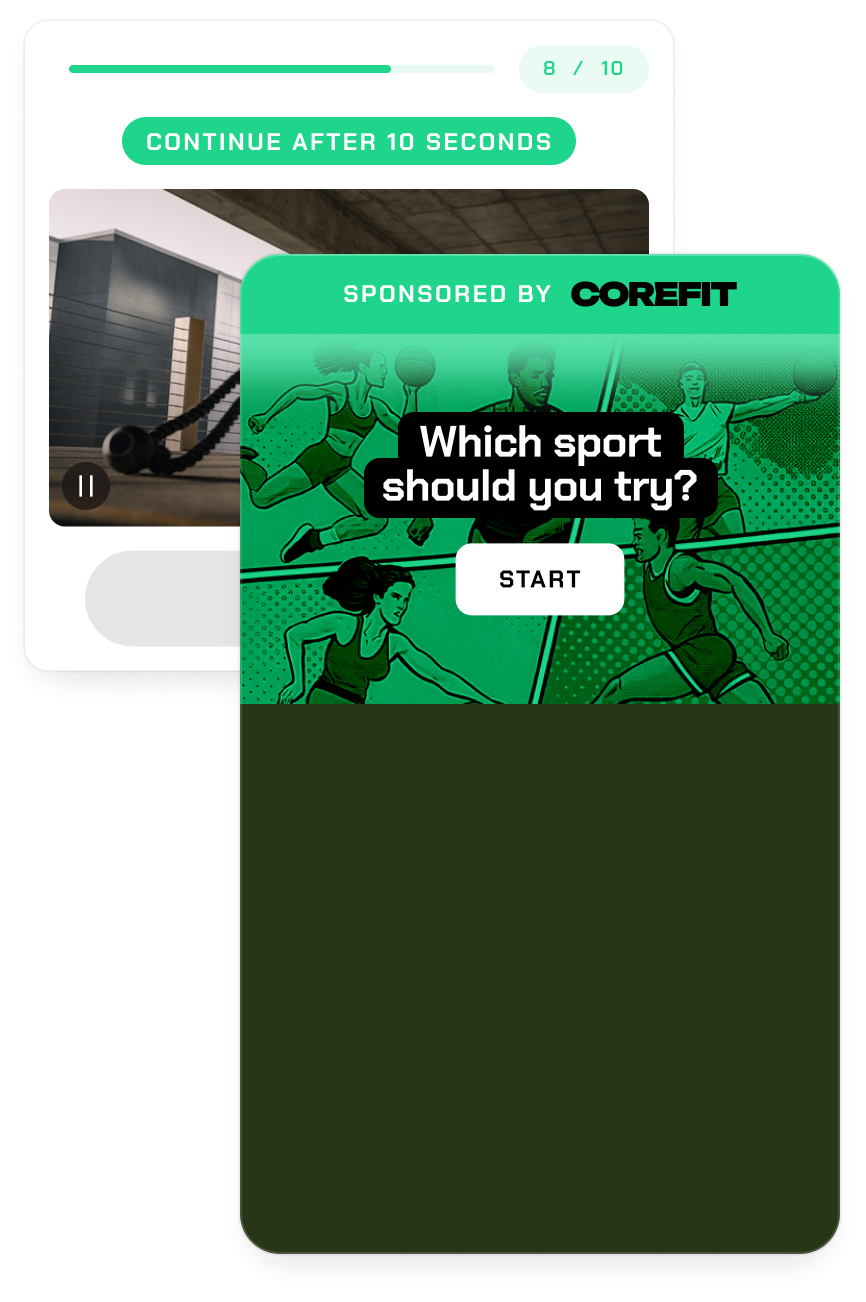 8 / 10
CONTINUE AFTER 10 SECONDS
SPONSORED BY COREFIT
Which sport
should you try?
START